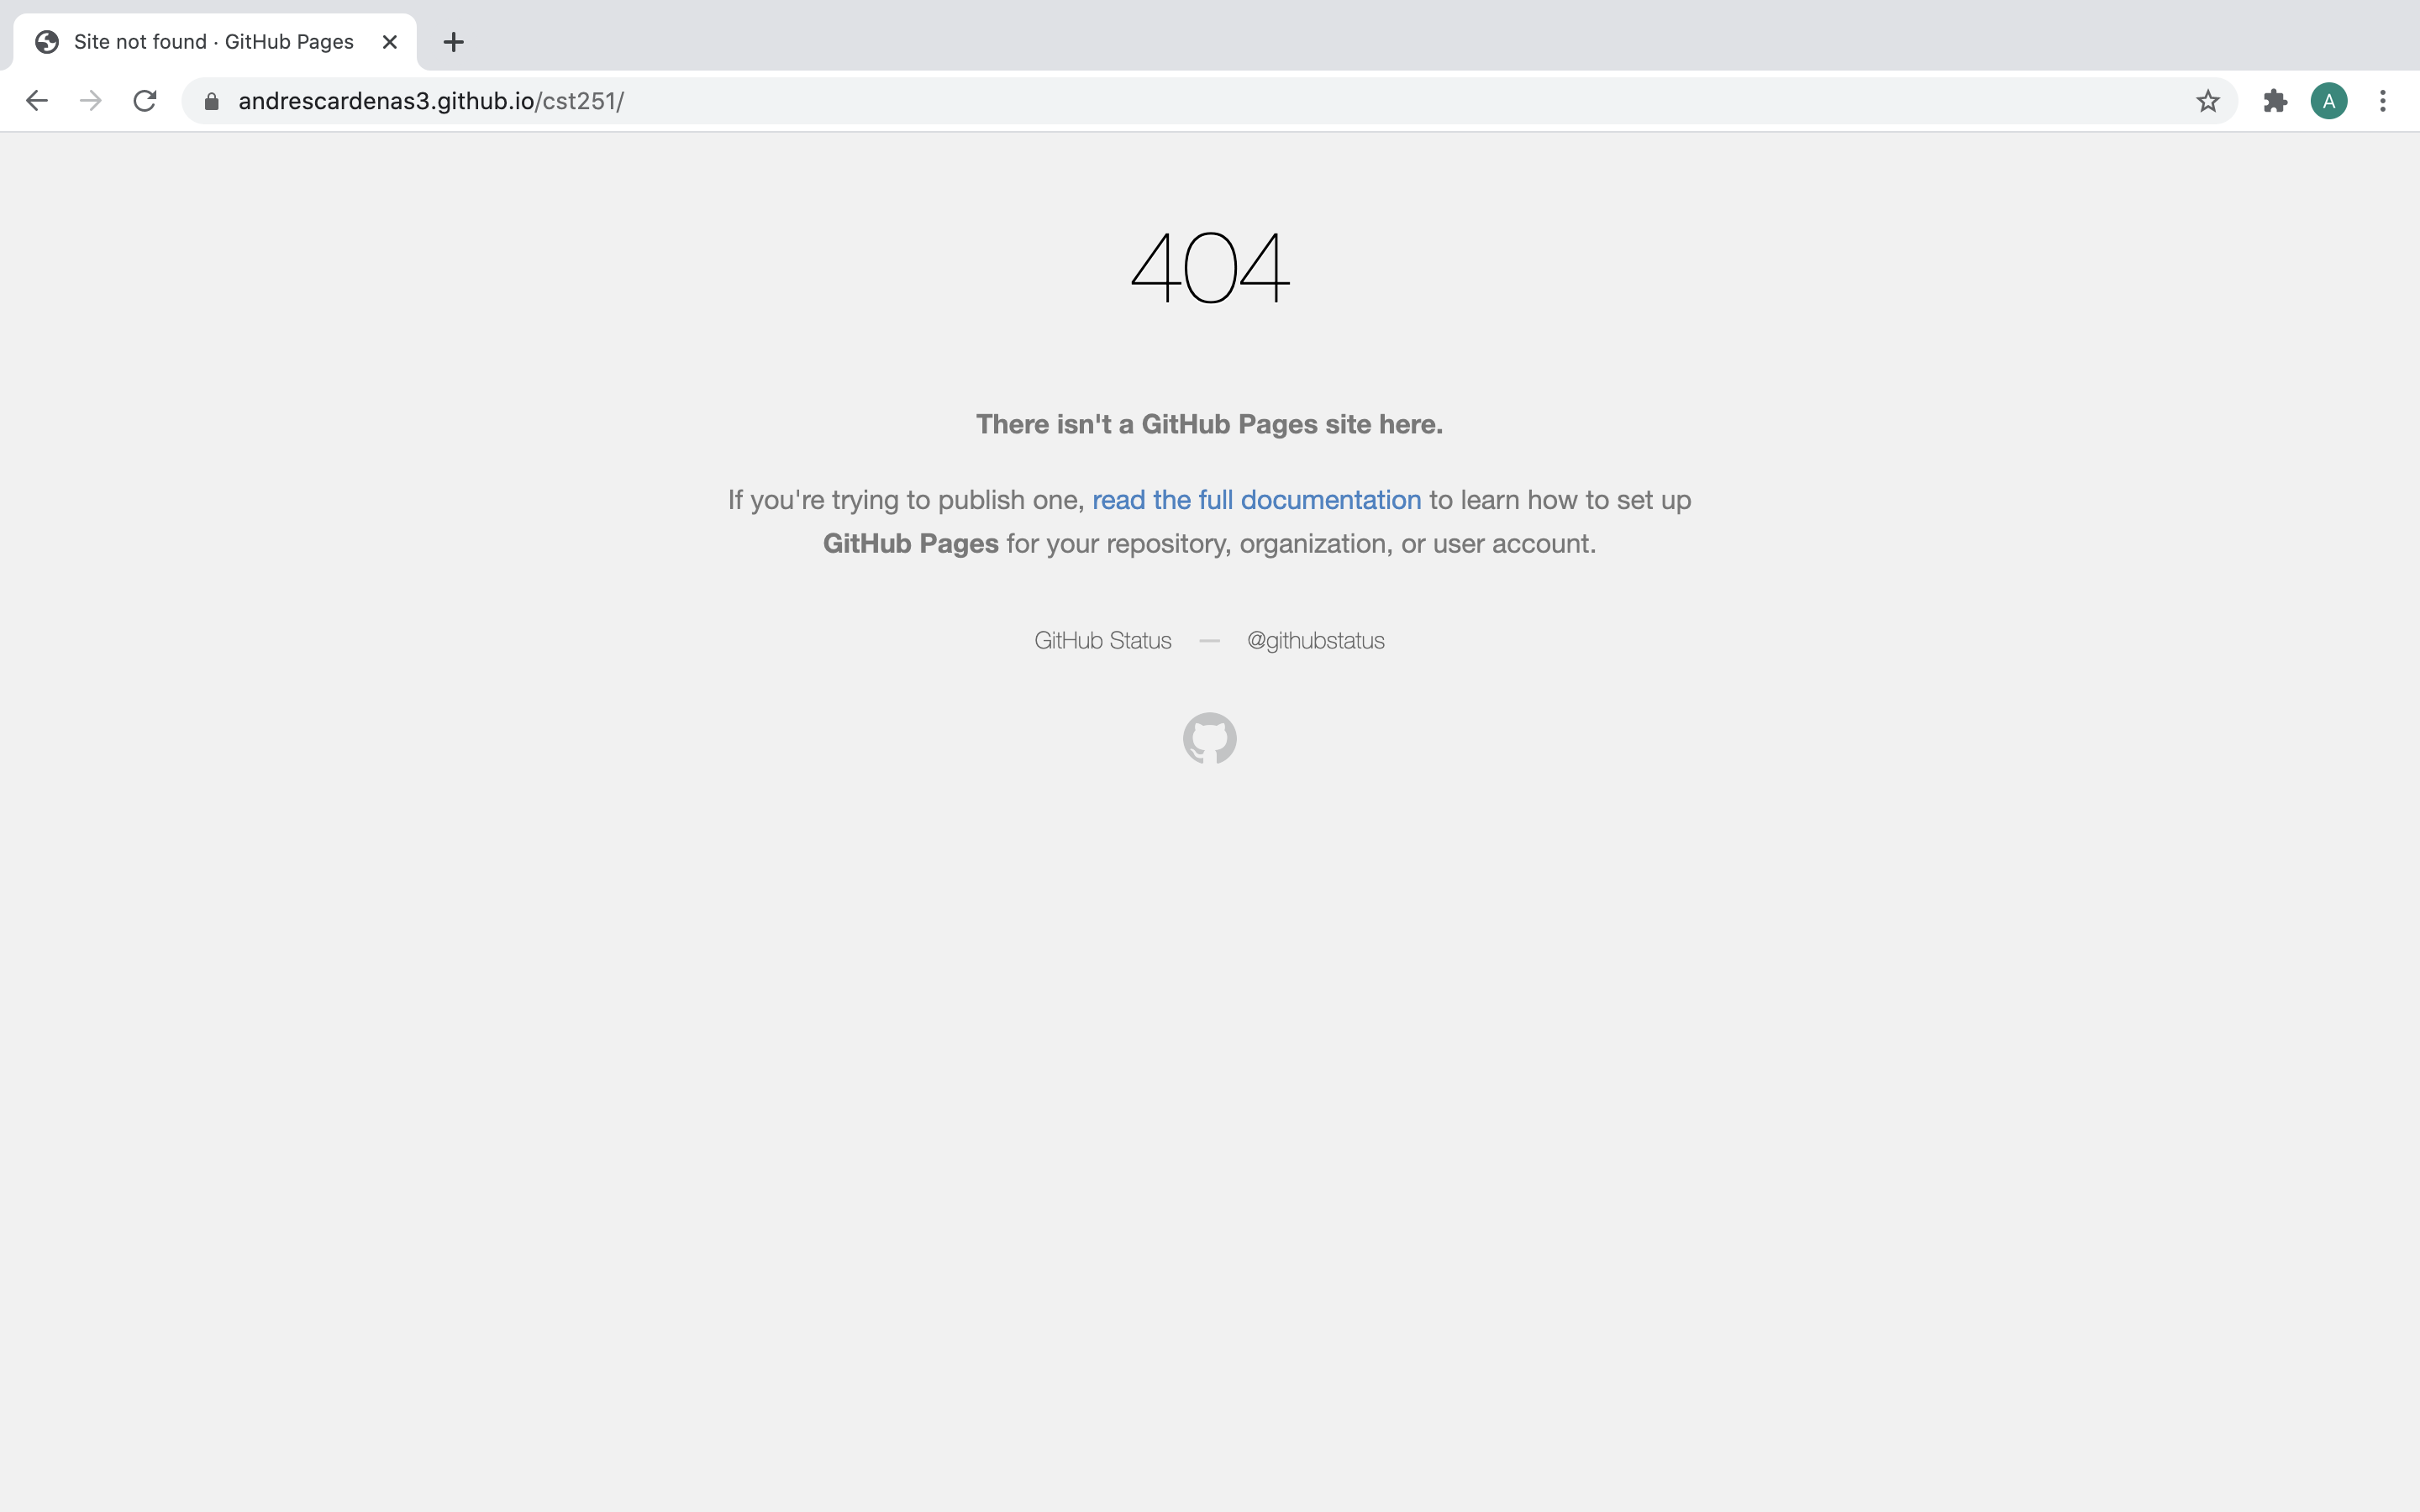 Site not found · GitHub Pages
andrescardenas3.github.io/cst251/
A
404
There isn't a GitHub Pages site here.
If you're trying to publish one, read the full documentation to learn how to set up
GitHub Pages for your repository, organization, or user account.
GitHub Status — @githubstatus